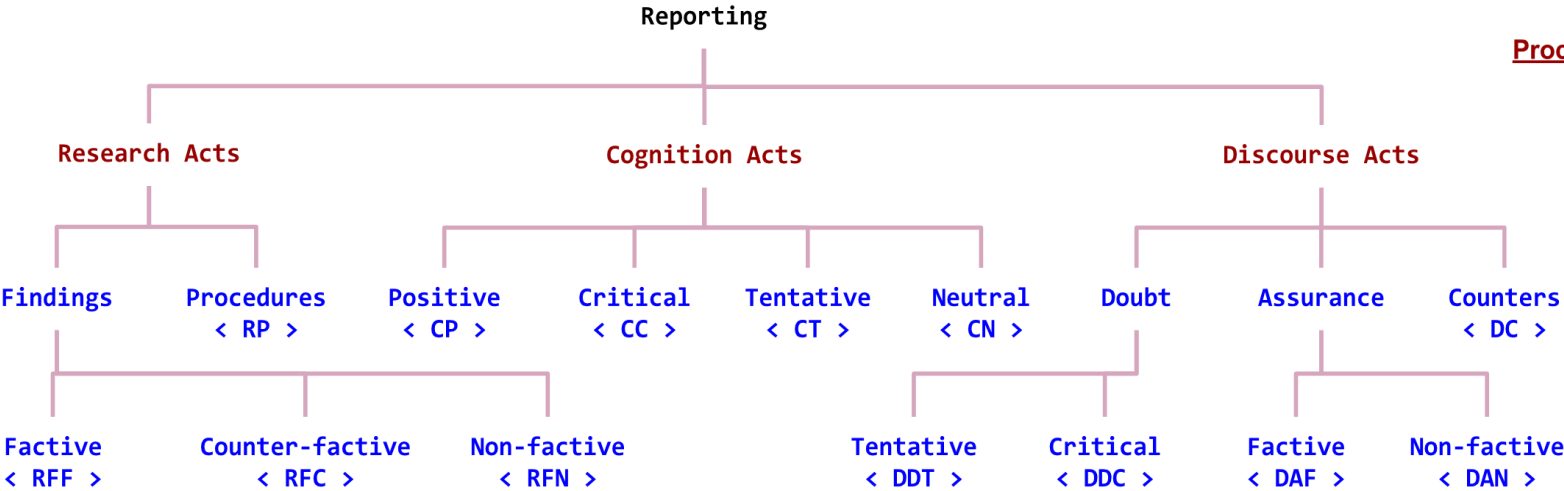 Reporting
Proc
Research Acts Cognition Acts Discourse Acts
Findings Procedures Positive Critical Tentative Neutral Doubt Assurance Counters
< RP > < CP > < CC > < CT > < CN > < DC >
Factive Counter-factive Non-factive Tentative Critical Factive Non-factive
< RFF > < RFC > < RFN > < DDT > < DDC > < DAF > < DAN >